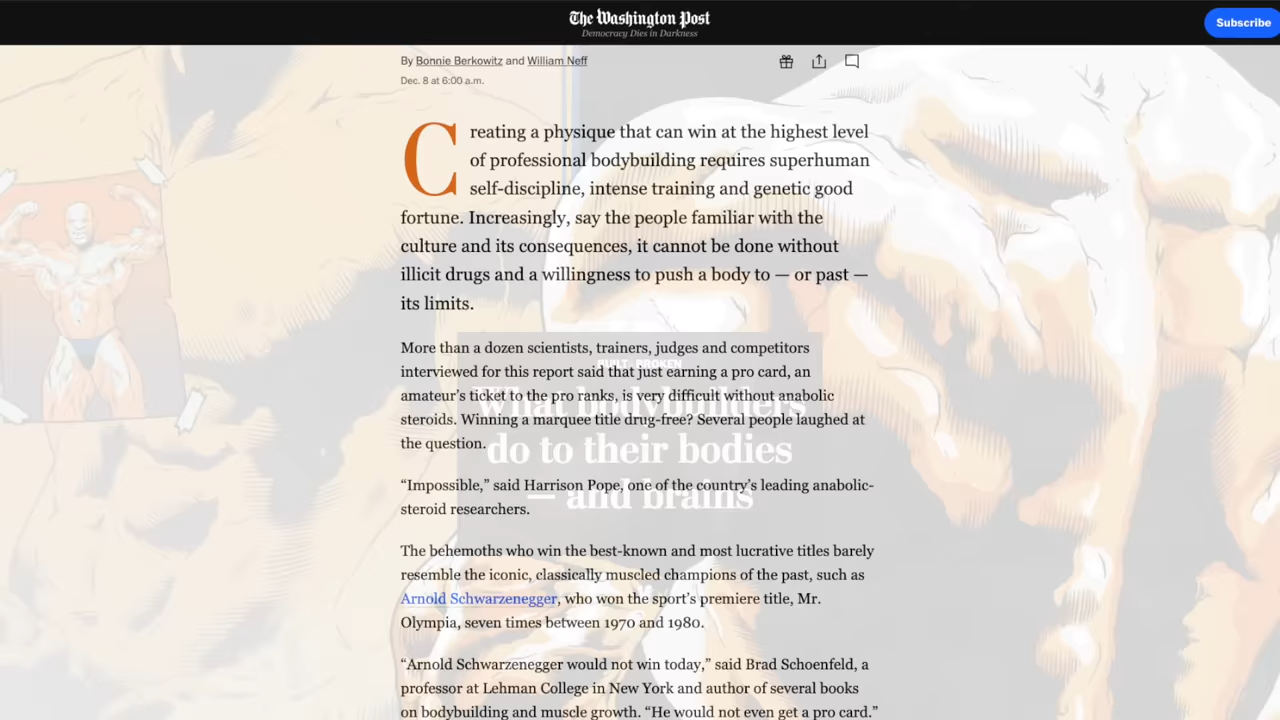 The Washington Post
Democracy Dies in Darkness
Subscribe
By Bonnie Berkowitz and William Neff
Dec. 8 at 6:00 a.m.
Creating a physique that can win at the highest level
of professional bodybuilding requires superhuman
self-discipline, intense training and genetic good
fortune. Increasingly, say the people familiar with the
culture and its consequences, it cannot be done without
illicit drugs and a willingness to push a body to — or past —
its limits.
More than a dozen scientists, trainers, judges and competitors
interviewed for this report said that just earning a pro card, an
amateur’s ticket to the pro ranks, is very difficult without anabolic
steroids. Winning a marquee title drug-free? Several people laughed at
the question.
“Impossible,” said Harrison Pope, one of the country’s leading anabolic-
steroid researchers.
The behemoths who win the best-known and most lucrative titles barely
resemble the iconic, classically muscled champions of the past, such as
Arnold Schwarzenegger, who won the sport’s premiere title, Mr.
Olympia, seven times between 1970 and 1980.
“Arnold Schwarzenegger would not win today,” said Brad Schoenfeld, a
professor at Lehman College in New York and author of several books
on bodybuilding and muscle growth. “He would not even get a pro card.”
BUILT, BROKEN
What bodybuilders
do to their bodies
— and brains